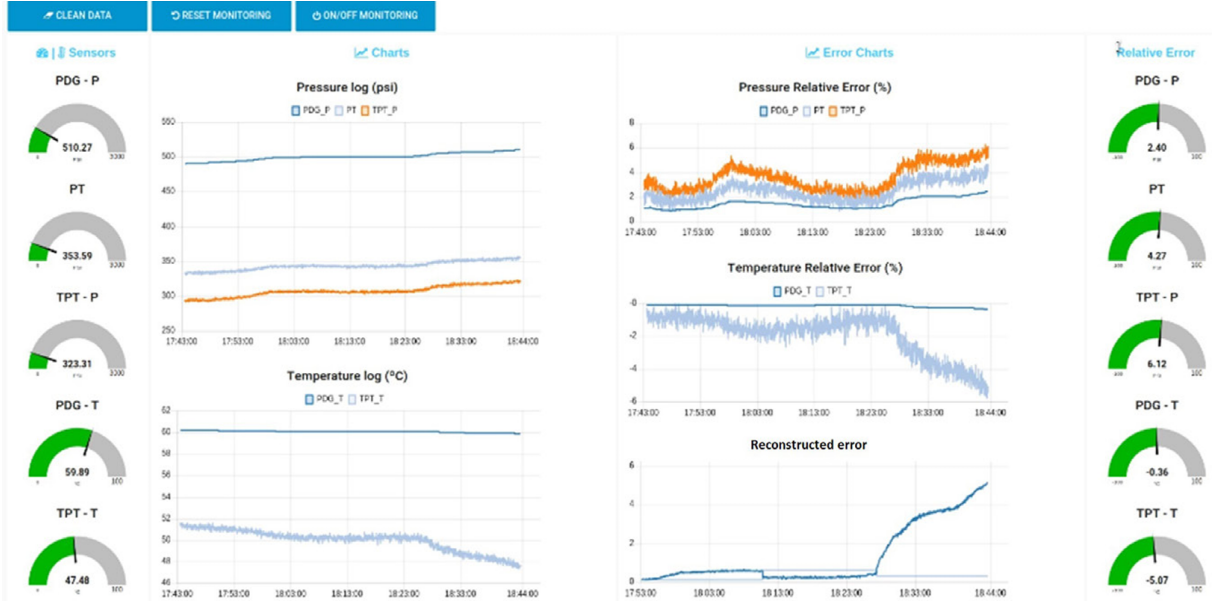 CLEAN DATA
RESET MONITORING
ON/OFF MONITORING
Sensors
PDG - P
510.27
0
PT
353.59
TPT - P
323.31
PDG - T
59.89
°C
100
TPT - T
47.48
100
Charts
Pressure log (psi)
PDG_P PT TPT_P
550
500
450
400
350
300
250
17:43:00 17:53:00 18:03:00 18:13:00 18:23:00 18:33:00 18:44:00
Temperature log (ºC)
PDG_T TPT_T
62
60
58
56
54
52
50
48
46
17:43:00 17:53:00 18:03:00 18:13:00 18:23:00 18:33:00 18:44:00
Error Charts
Pressure Relative Error (%)
PDG_P PT TPT_P
8
6
4
2
0
17:43:00 17:53:00 18:03:00 18:13:00 18:23:00 18:33:00 18:44:00
Temperature Relative Error (%)
PDG_T TPT_T
-0
-2
-4
-6
17:43:00 17:53:00 18:03:00 18:13:00 18:23:00 18:33:00 18:44:00
Reconstructed error
6
4
2
0
17:53:00 18:03:00 18:13:00 18:23:00 18:33:00 18:44:00
Relative Error
PDG - P
2.40
PT
4.27
TPT - P
6.12
PDG - T
-0.36
TPT - T
-5.07